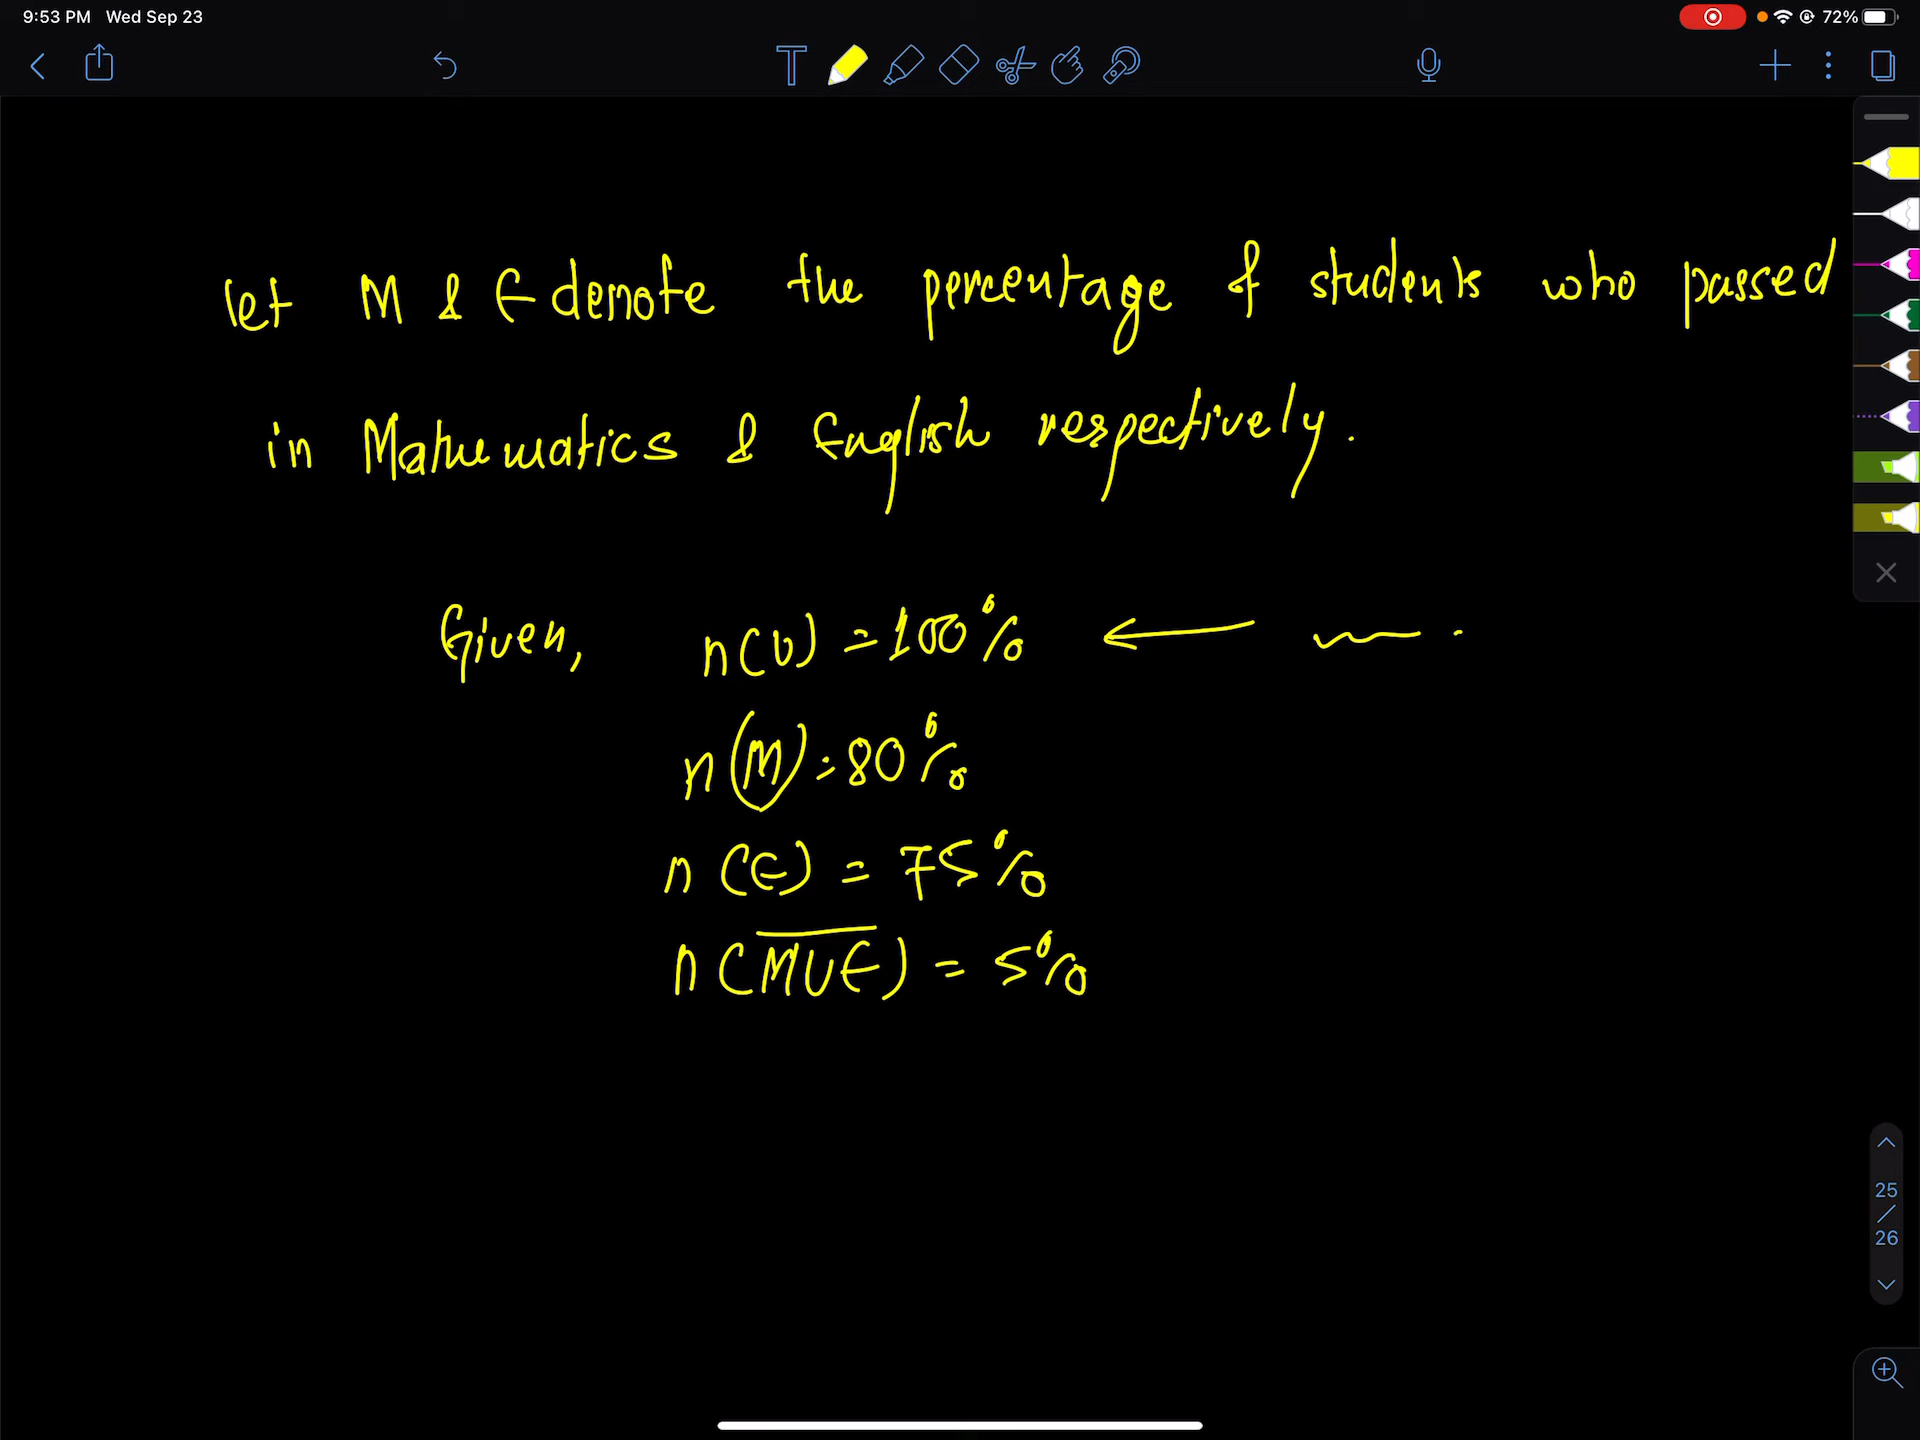 9:53 PM Wed Sep 23
72%
let M & E denote the percentage of students who passed
in Mathematics & English respectively.
Given, n(U) = 100%
n(M) = 80%
n(E) = 75%
n(M̅∪̅E̅) = 5%
25
/
26